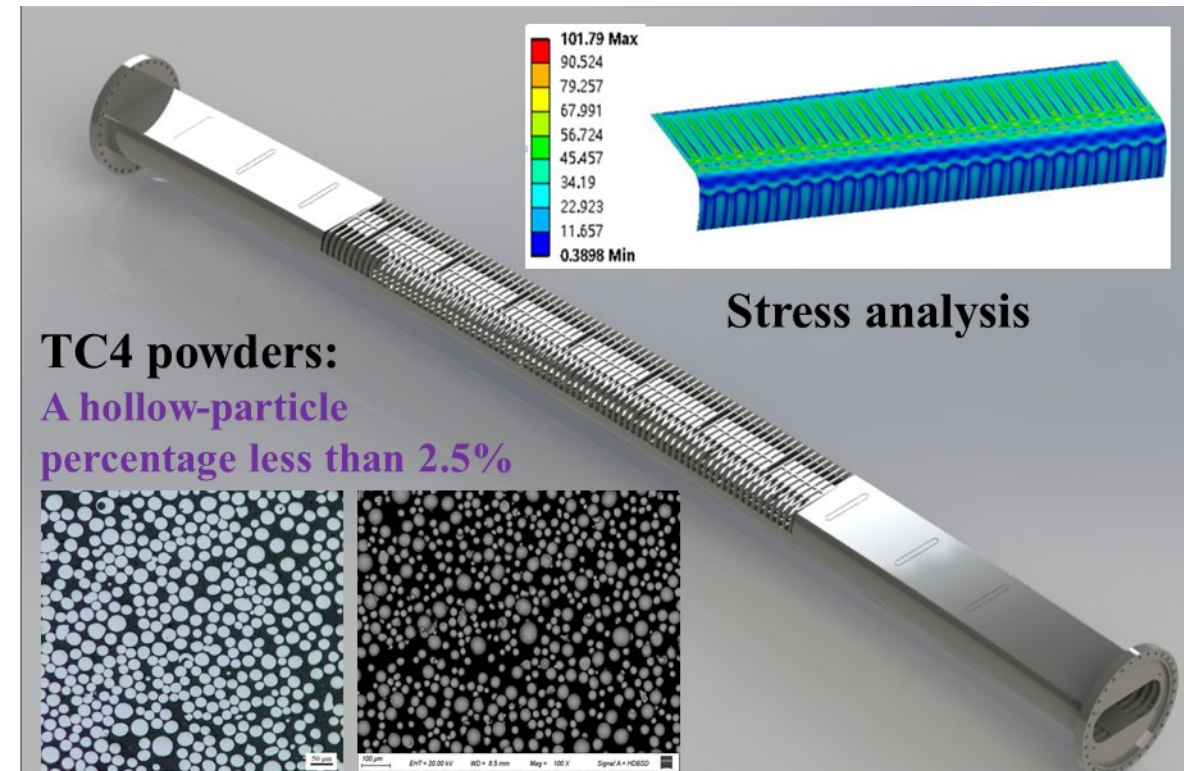 101.79 Max
90.524
79.257
67.991
56.724
45.457
34.19
22.923
11.657
0.3898 Min
Stress analysis
TC4 powders:
A hollow-particle
percentage less than 2.5%
50 μm
100 μm EHT = 20.00 kV WD = 8.5 mm Mag = 100 X Signal A = HDBSD